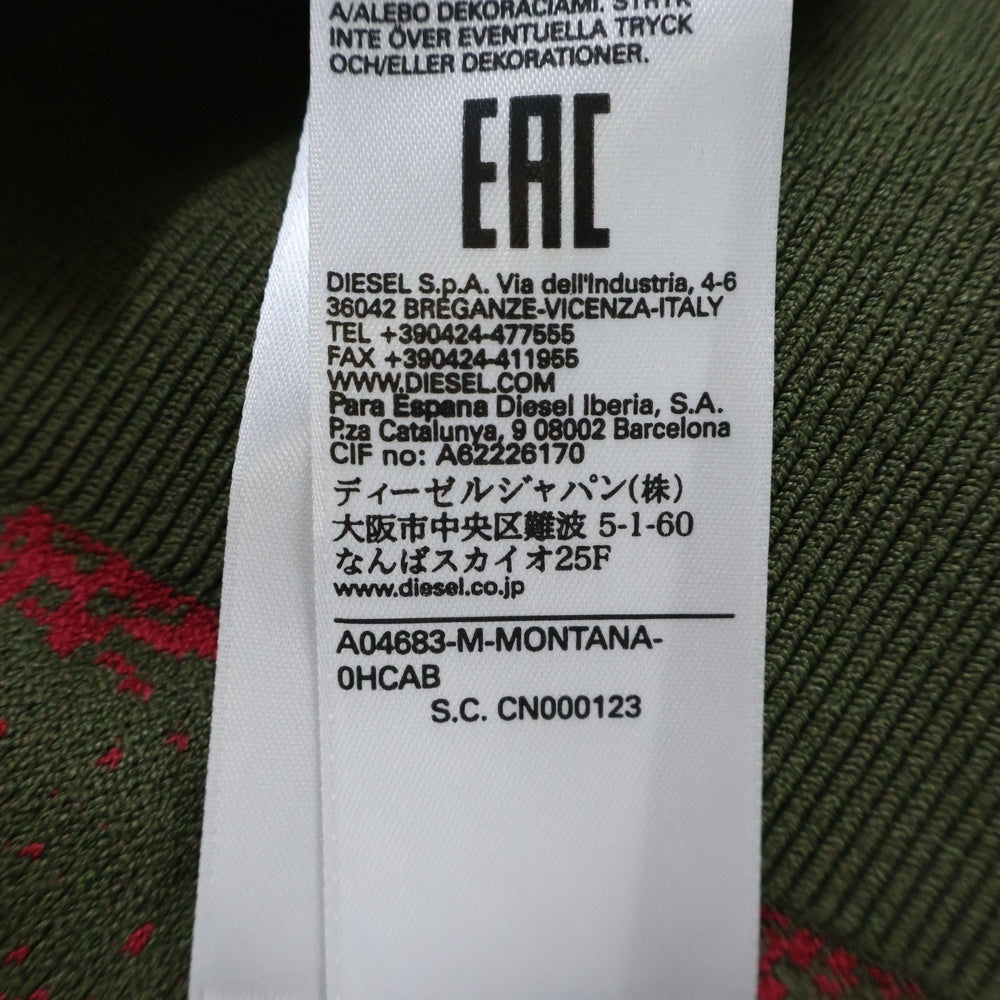 A/ALEBO DEKORÁCIAMI. STRYK
INTE ÖVER EVENTUELLA TRYCK
OCH/ELLER DEKORATIONER.
EAC
DIESEL S.p.A. Via dell'Industria, 4-6
36042 BREGANZE-VICENZA-ITALY
TEL +390424-477555
FAX +390424-411955
WWW.DIESEL.COM
Para Espana Diesel Iberia, S.A.
P.za Catalunya, 9 08002 Barcelona
CIF no: A62226170
ディーゼルジャパン(株)
大阪市中央区難波 5-1-60
なんばスカイオ25F
www.diesel.co.jp
A04683-M-MONTANA-
0HCAB
S.C. CN000123